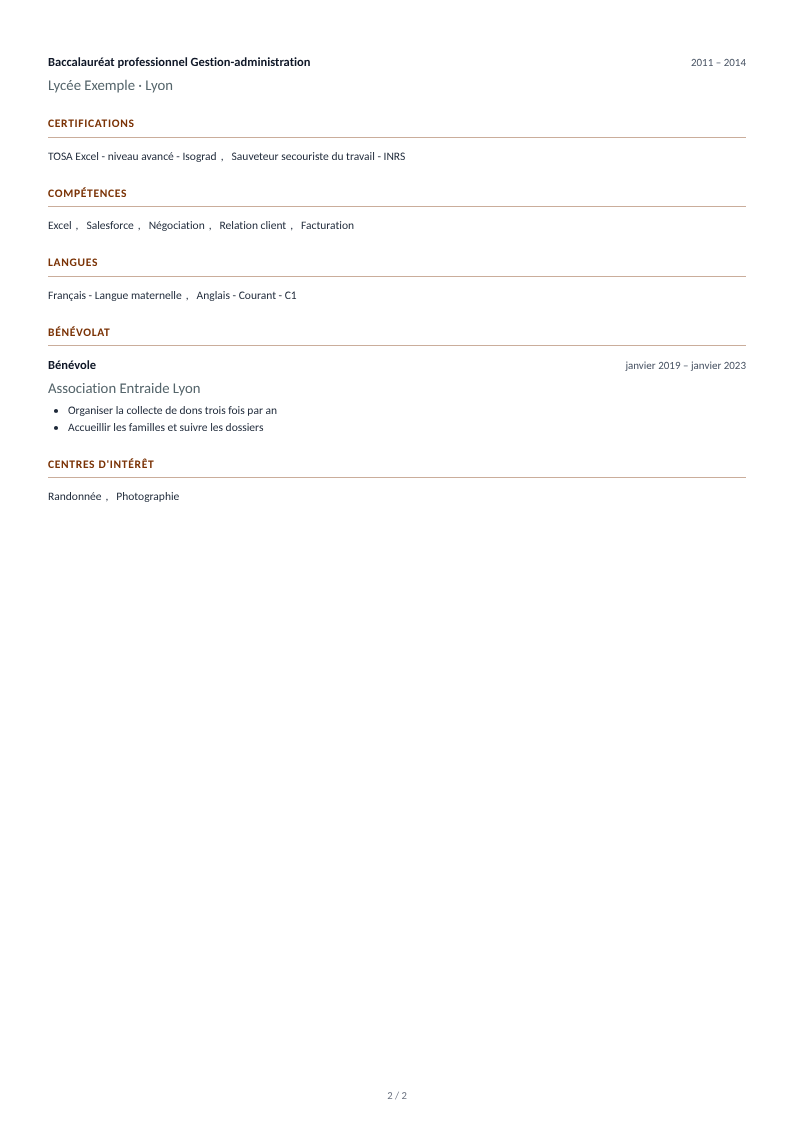 Baccalauréat professionnel Gestion-administration 2011 – 2014
Lycée Exemple · Lyon
CERTIFICATIONS
TOSA Excel - niveau avancé - Isograd , Sauveteur secouriste du travail - INRS
COMPÉTENCES
Excel , Salesforce , Négociation , Relation client , Facturation
LANGUES
Français - Langue maternelle , Anglais - Courant - C1
BÉNÉVOLAT
Bénévole janvier 2019 – janvier 2023
Association Entraide Lyon
• Organiser la collecte de dons trois fois par an
• Accueillir les familles et suivre les dossiers
CENTRES D'INTÉRÊT
Randonnée , Photographie
2 / 2